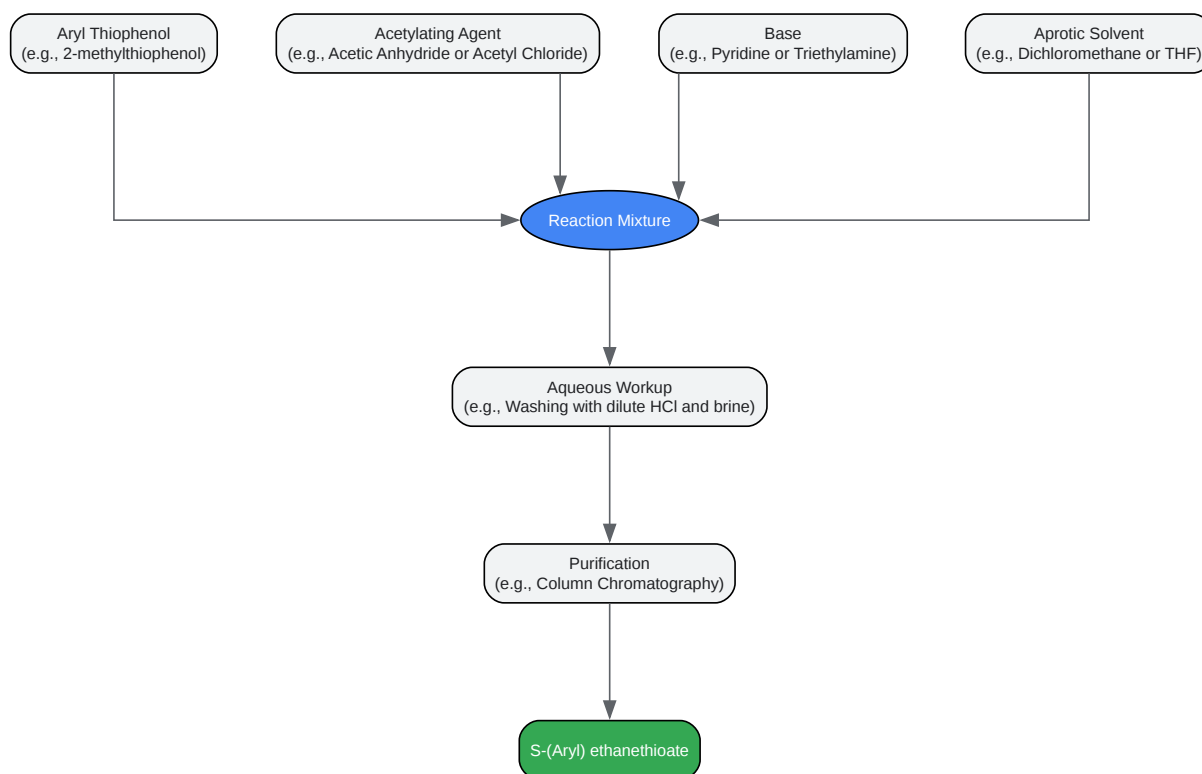 Aryl Thiophenol
(e.g., 2-methylthiophenol)
Acetylating Agent
(e.g., Acetic Anhydride or Acetyl Chloride)
Base
(e.g., Pyridine or Triethylamine)
Aprotic Solvent
(e.g., Dichloromethane or THF)
Reaction Mixture
Aqueous Workup
(e.g., Washing with dilute HCl and brine)
Purification
(e.g., Column Chromatography)
S-(Aryl) ethanethioate